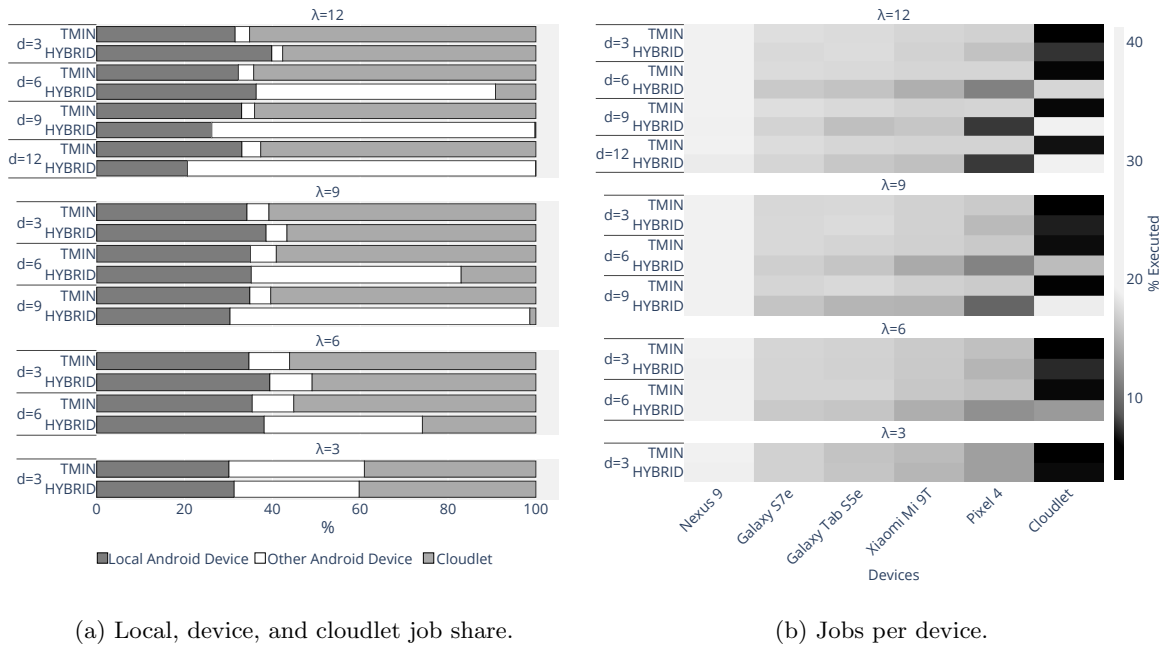 λ=12
d=3
TMIN
HYBRID
d=6
TMIN
HYBRID
d=9
TMIN
HYBRID
d=12
TMIN
HYBRID
λ=9
d=3
TMIN
HYBRID
d=6
TMIN
HYBRID
d=9
TMIN
HYBRID
λ=6
d=3
TMIN
HYBRID
d=6
TMIN
HYBRID
λ=3
d=3
TMIN
HYBRID
0 20 40 60 80 100
%
Local Android Device Other Android Device Cloudlet
(a) Local, device, and cloudlet job share.
λ=12
d=3
TMIN
HYBRID
d=6
TMIN
HYBRID
d=9
TMIN
HYBRID
d=12
TMIN
HYBRID
λ=9
d=3
TMIN
HYBRID
d=6
TMIN
HYBRID
d=9
TMIN
HYBRID
λ=6
d=3
TMIN
HYBRID
d=6
TMIN
HYBRID
λ=3
d=3
TMIN
HYBRID
Nexus 9
Galaxy S7e
Galaxy Tab S5e
Xiaomi Mi 9T
Pixel 4
Cloudlet
Devices
40
30
20
10
% Executed
(b) Jobs per device.